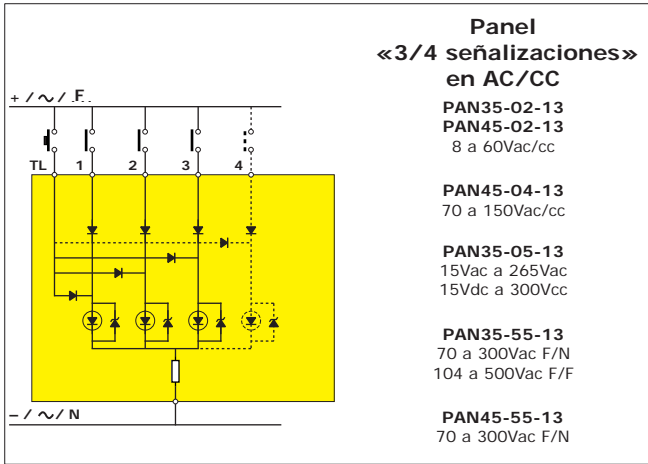 Panel
«3/4 señalizaciones»
en AC/CC
+ / ~ / F
TL 1 2 3 4
– / ~ / N
PAN35-02-13
PAN45-02-13
8 a 60Vac/cc
PAN45-04-13
70 a 150Vac/cc
PAN35-05-13
15Vac a 265Vac
15Vdc a 300Vcc
PAN35-55-13
70 a 300Vac F/N
104 a 500Vac F/F
PAN45-55-13
70 a 300Vac F/N